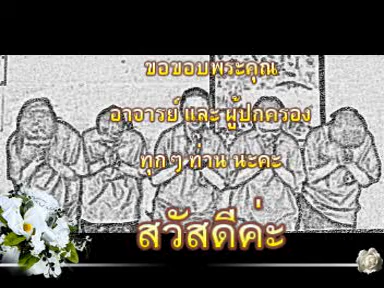 ขอขอบพระคุณ
อาจารย์ และ ผู้ปกครอง
ทุกๆ ท่าน นะคะ
สวัสดีค่ะ